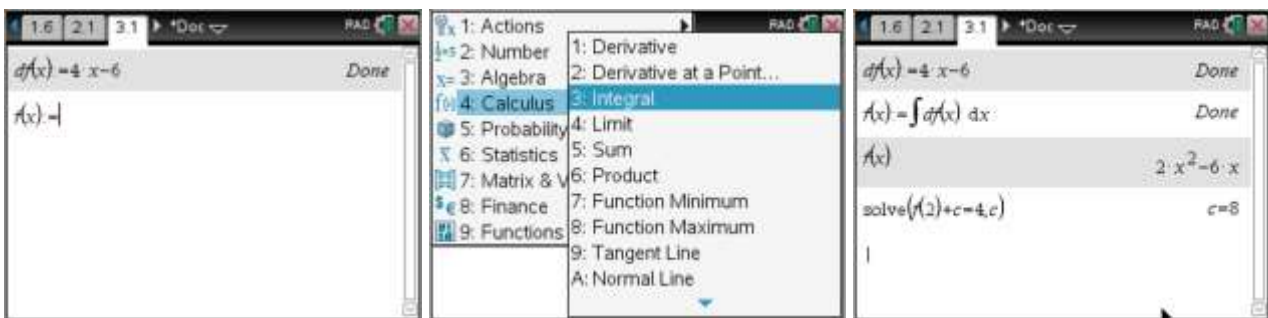 1.6 2.1 3.1 *Doc RAD
df(x):=4·x-6 Done
f(x):=
1: Actions RAD
2: Number
3: Algebra
4: Calculus
5: Probability
6: Statistics
7: Matrix & V
8: Finance
9: Functions
1: Derivative
2: Derivative at a Point...
3: Integral
4: Limit
5: Sum
6: Product
7: Function Minimum
8: Function Maximum
9: Tangent Line
A: Normal Line
1.6 2.1 3.1 *Doc RAD
df(x):=4·x-6 Done
f(x):=∫df(x) dx Done
f(x) 2·x²-6·x
solve(f(2)+c=4,c) c=8